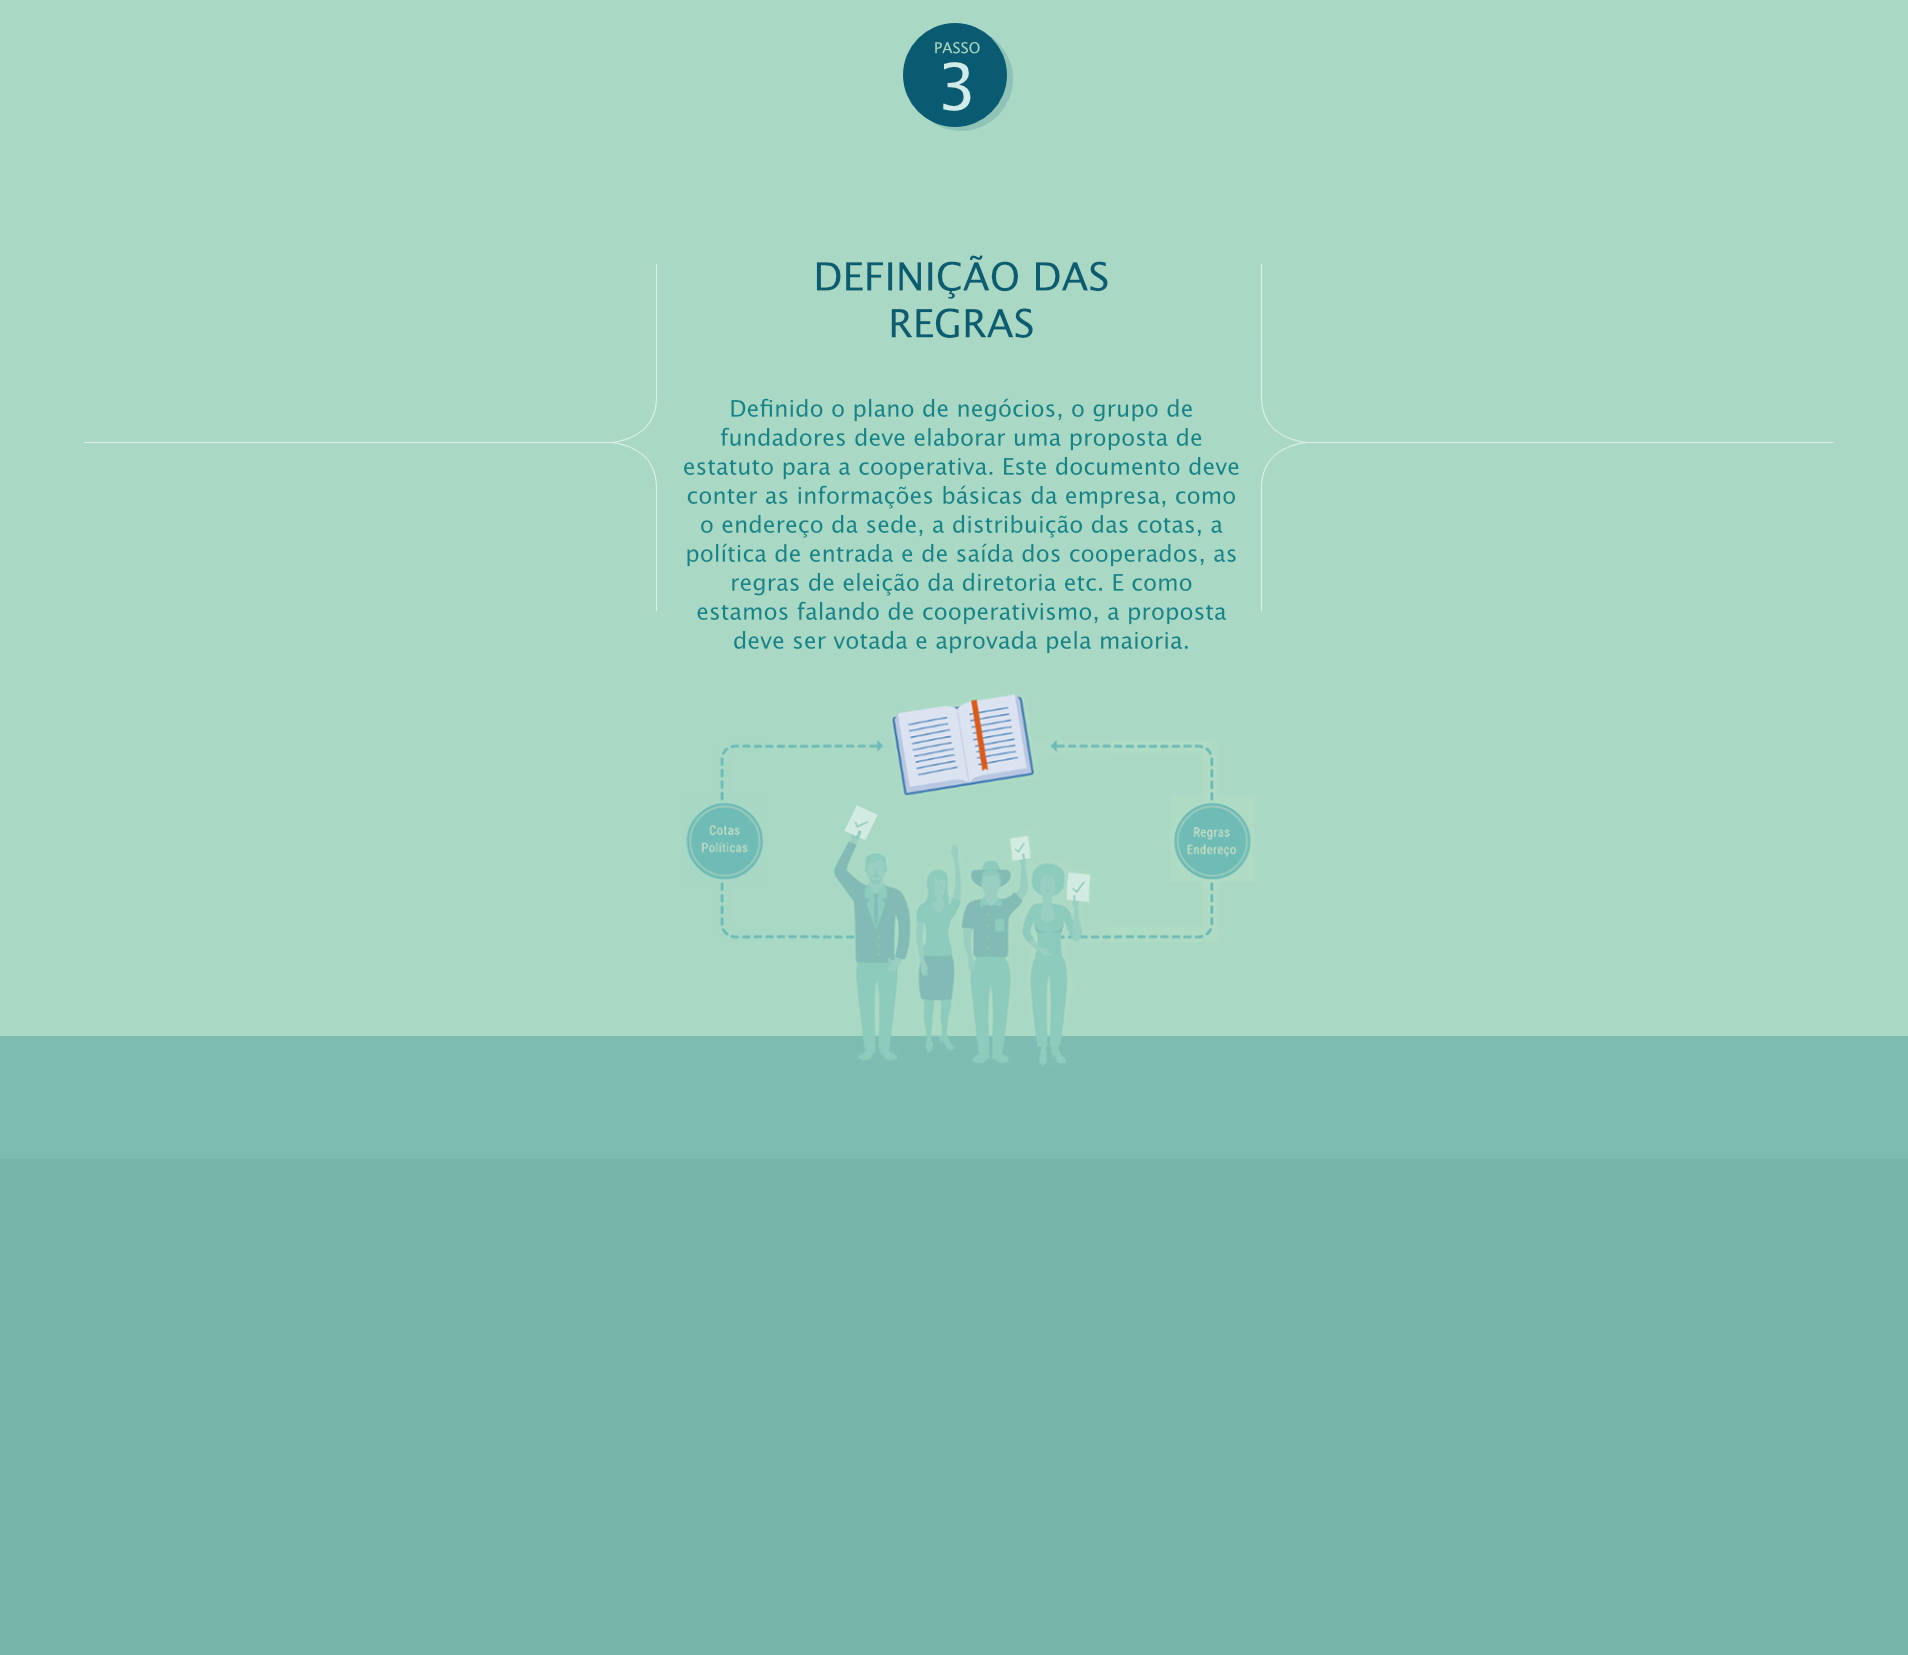 PASSO
3
DEFINIÇÃO DAS
REGRAS
Definido o plano de negócios, o grupo de
fundadores deve elaborar uma proposta de
estatuto para a cooperativa. Este documento deve
conter as informações básicas da empresa, como
o endereço da sede, a distribuição das cotas, a
política de entrada e de saída dos cooperados, as
regras de eleição da diretoria etc. E como
estamos falando de cooperativismo, a proposta
deve ser votada e aprovada pela maioria.
Cotas
Políticas
Regras
Endereço